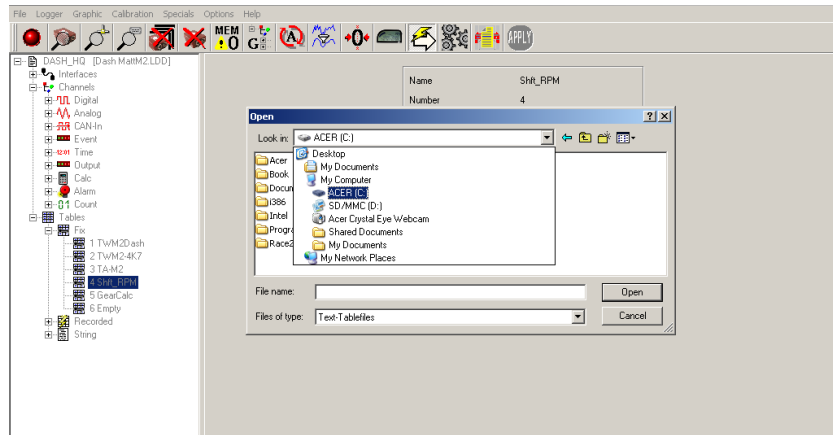 File Logger Graphic Calibration Specials Options Help
MEM
0
G
A
0
APPLY
DASH_HQ [Dash MattM2.LDD]
Interfaces
Channels
Digital
Analog
CAN-In
Event
Time
Output
Calc
Alarm
Count
Tables
Fix
1 TWM2Dash
2 TWM2-4K7
3 TA-M2
4 Shft_RPM
5 GearCalc
6 Empty
Recorded
String
Name Shft_RPM
Number 4
Open
Look in: ACER (C:)
Acer
Book
Docun
i386
Intel
Progra
Race2
Desktop
My Documents
My Computer
ACER (C:)
SD/MMC (D:)
Acer Crystal Eye Webcam
Shared Documents
My Documents
My Network Places
File name: Open
Files of type: Text-Tablefiles Cancel